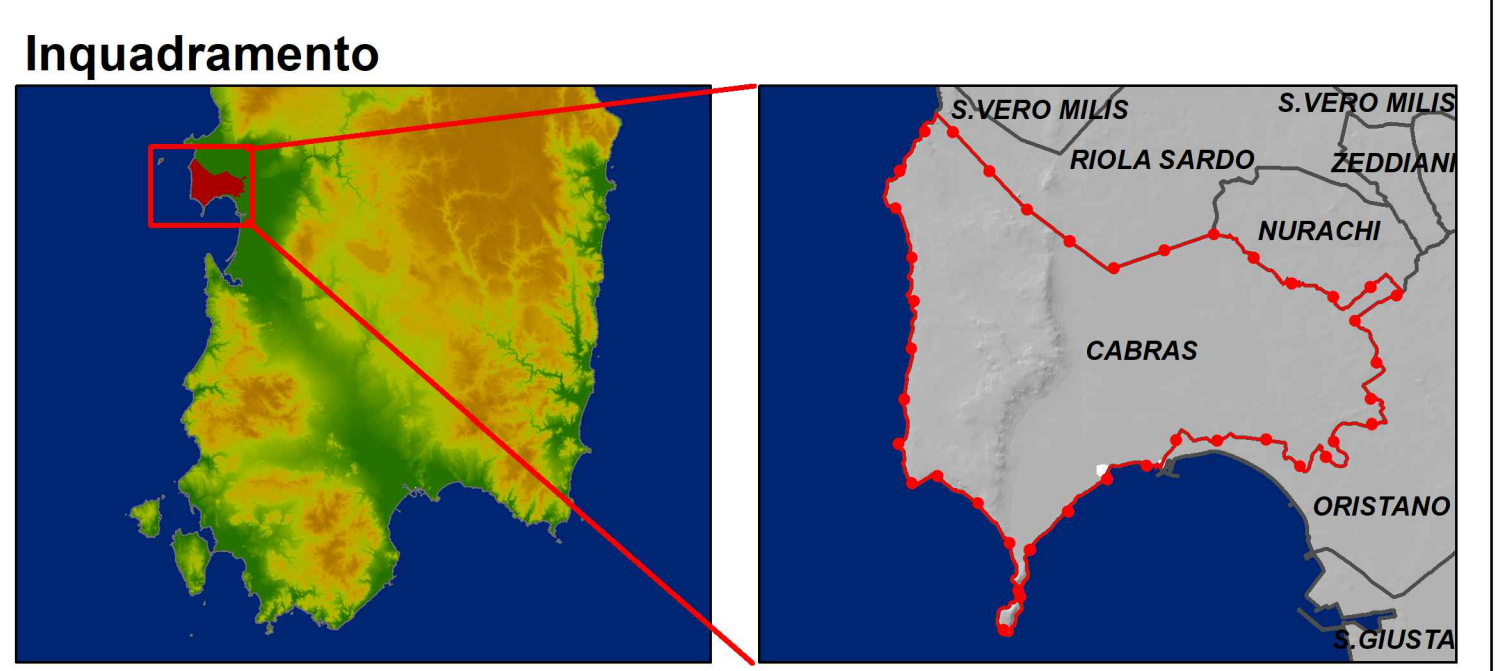 Inquadramento
S.VERO MILIS
S.VERO MILIS
RIOLA SARDO
ZEDDIANI
NURACHI
CABRAS
ORISTANO
S.GIUSTA